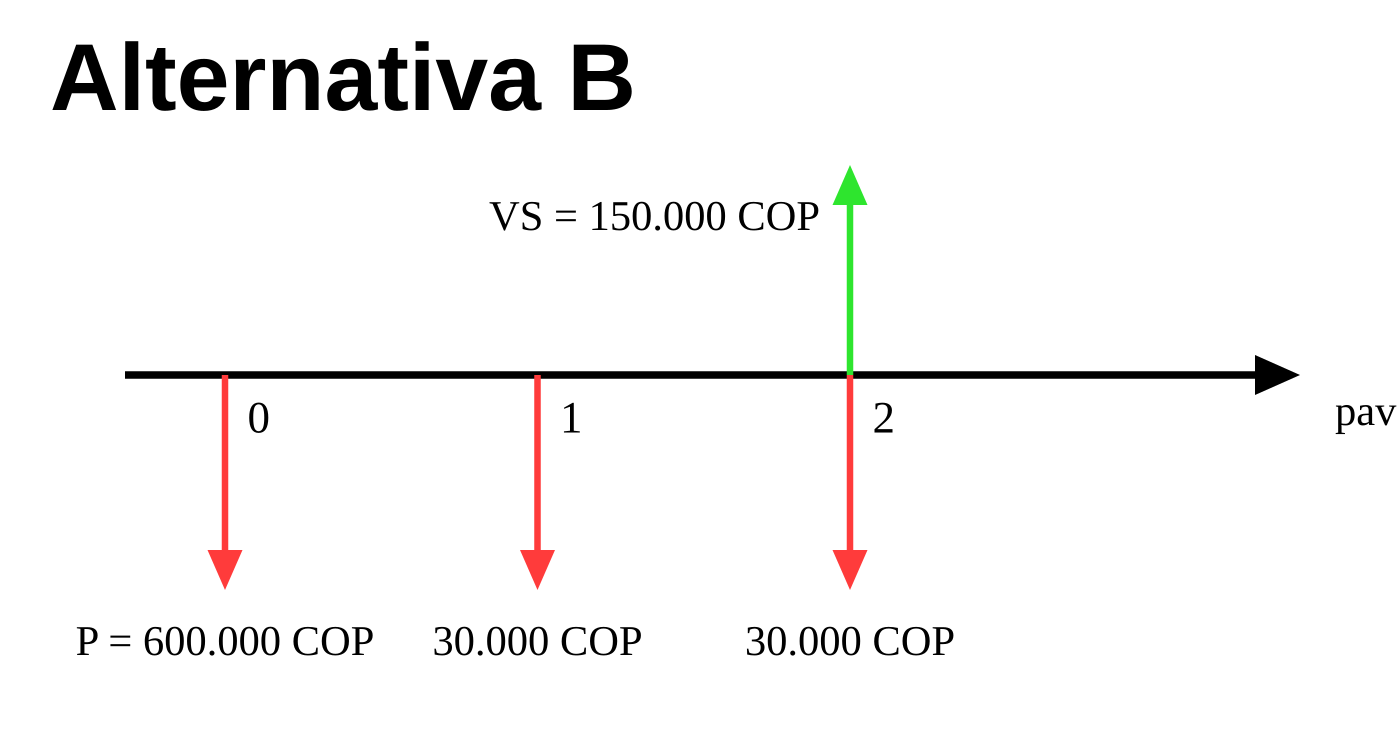 Alternativa B
VS = 150.000 COP
0
1
2
pav
P = 600.000 COP
30.000 COP
30.000 COP